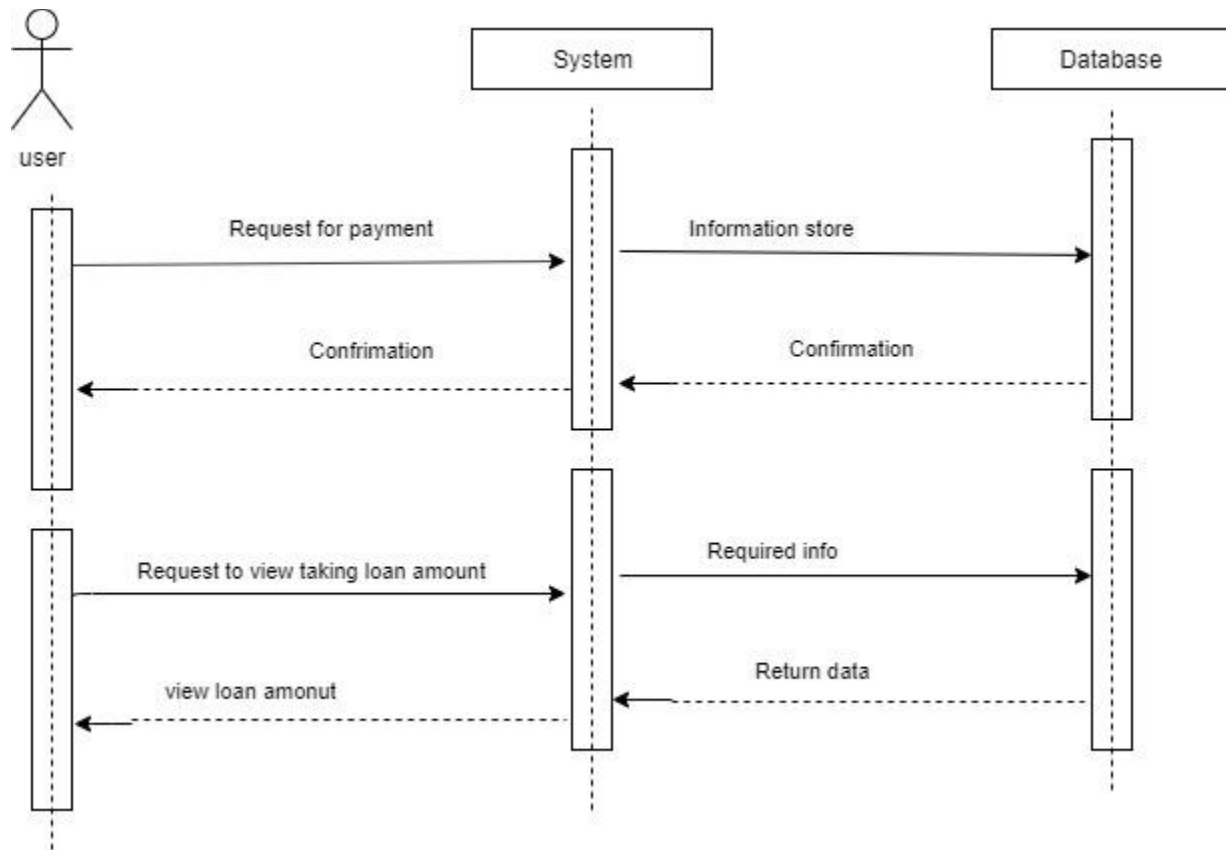 System
Database
user
Request for payment
Information store
Confrimation
Confirmation
Request to view taking loan amount
Required info
view loan amonut
Return data